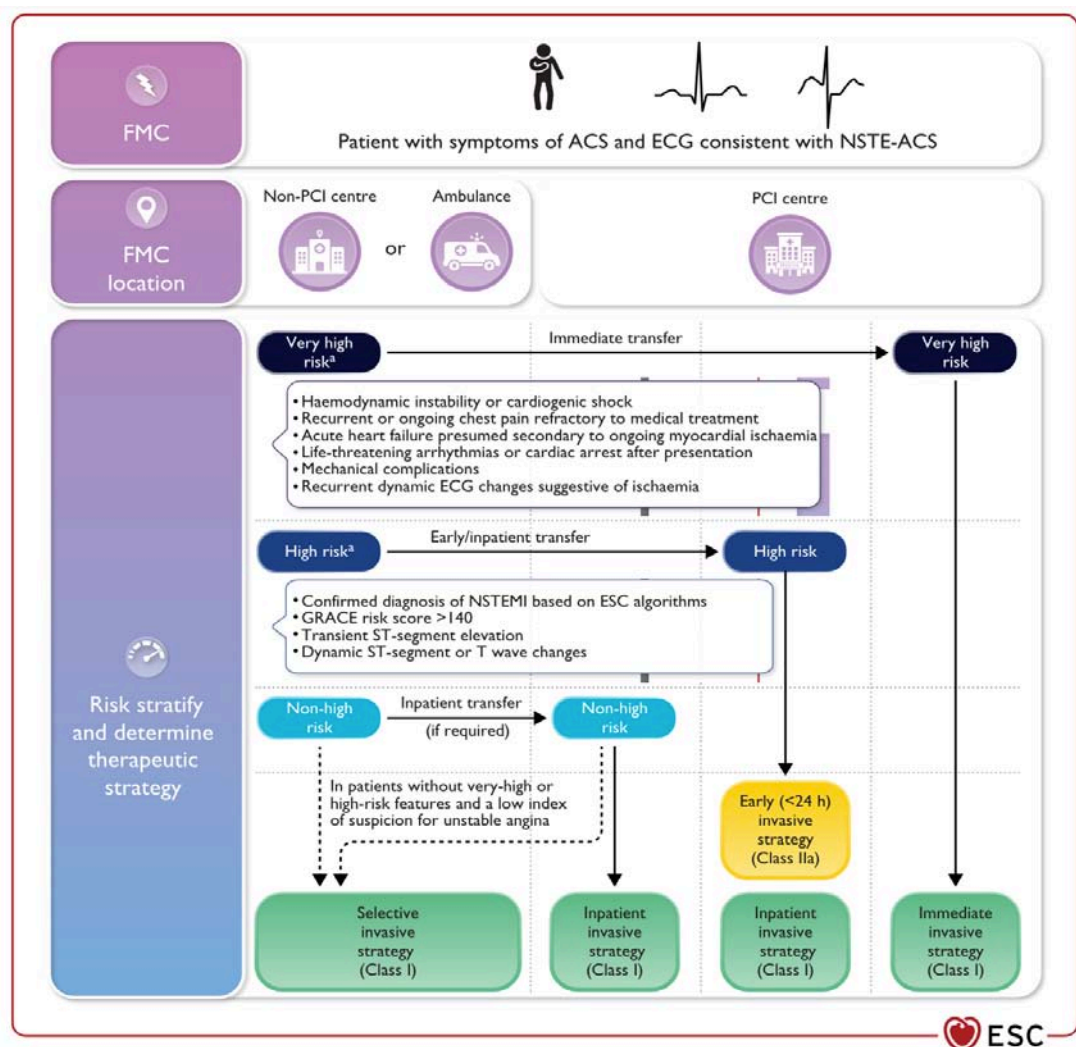 FMC
Patient with symptoms of ACS and ECG consistent with NSTE-ACS
FMC
location
Non-PCI centre
or
Ambulance
PCI centre
Risk stratify
and determine
therapeutic
strategy
Very high
riskᵃ
Immediate transfer
Very high
risk
•Haemodynamic instability or cardiogenic shock
•Recurrent or ongoing chest pain refractory to medical treatment
•Acute heart failure presumed secondary to ongoing myocardial ischaemia
•Life-threatening arrhythmias or cardiac arrest after presentation
•Mechanical complications
•Recurrent dynamic ECG changes suggestive of ischaemia
High riskᵃ
Early/inpatient transfer
High risk
•Confirmed diagnosis of NSTEMI based on ESC algorithms
•GRACE risk score >140
•Transient ST-segment elevation
•Dynamic ST-segment or T wave changes
Non-high
risk
Inpatient transfer
(if required)
Non-high
risk
In patients without very-high or
high-risk features and a low index
of suspicion for unstable angina
Early (<24 h)
invasive
strategy
(Class IIa)
Selective
invasive
strategy
(Class I)
Inpatient
invasive
strategy
(Class I)
Inpatient
invasive
strategy
(Class I)
Immediate
invasive
strategy
(Class I)
ESC